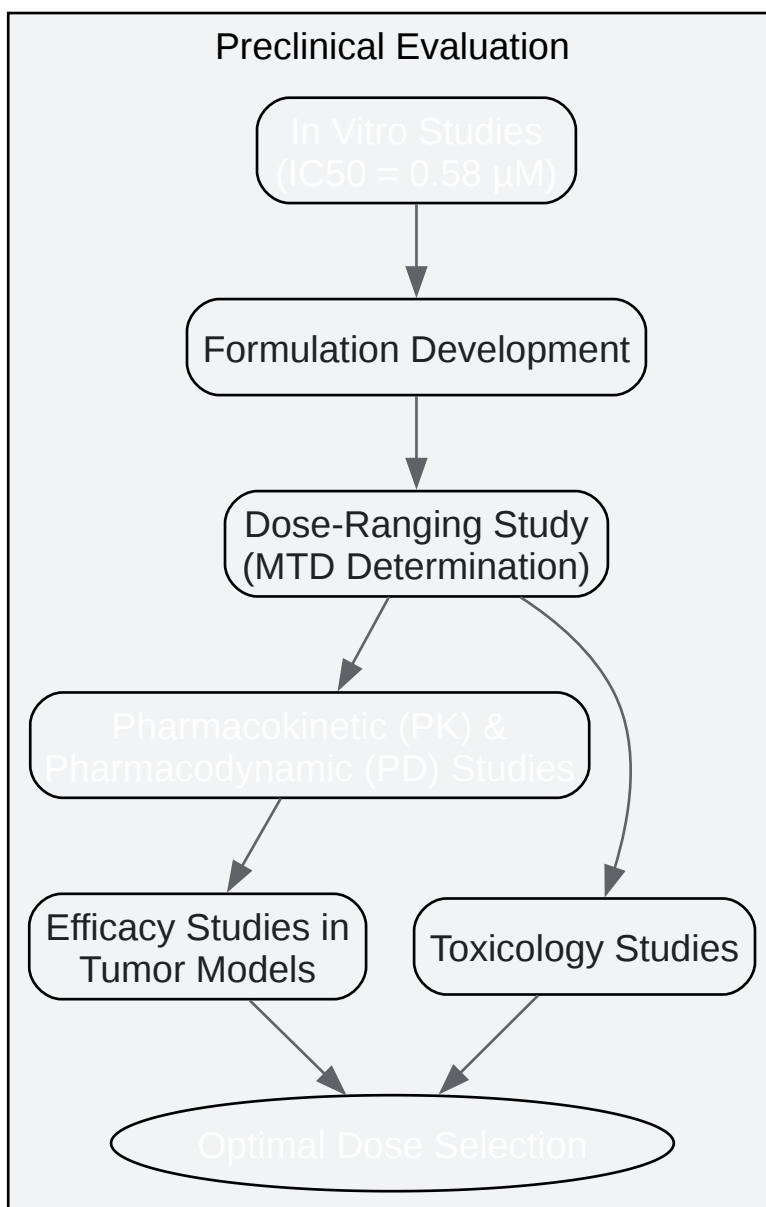 Preclinical Evaluation
In Vitro Studies
(IC50 = 0.58 µM)
Formulation Development
Dose-Ranging Study
(MTD Determination)
Pharmacokinetic (PK) &
Pharmacodynamic (PD) Studies
Efficacy Studies in
Tumor Models
Toxicology Studies
Optimal Dose Selection